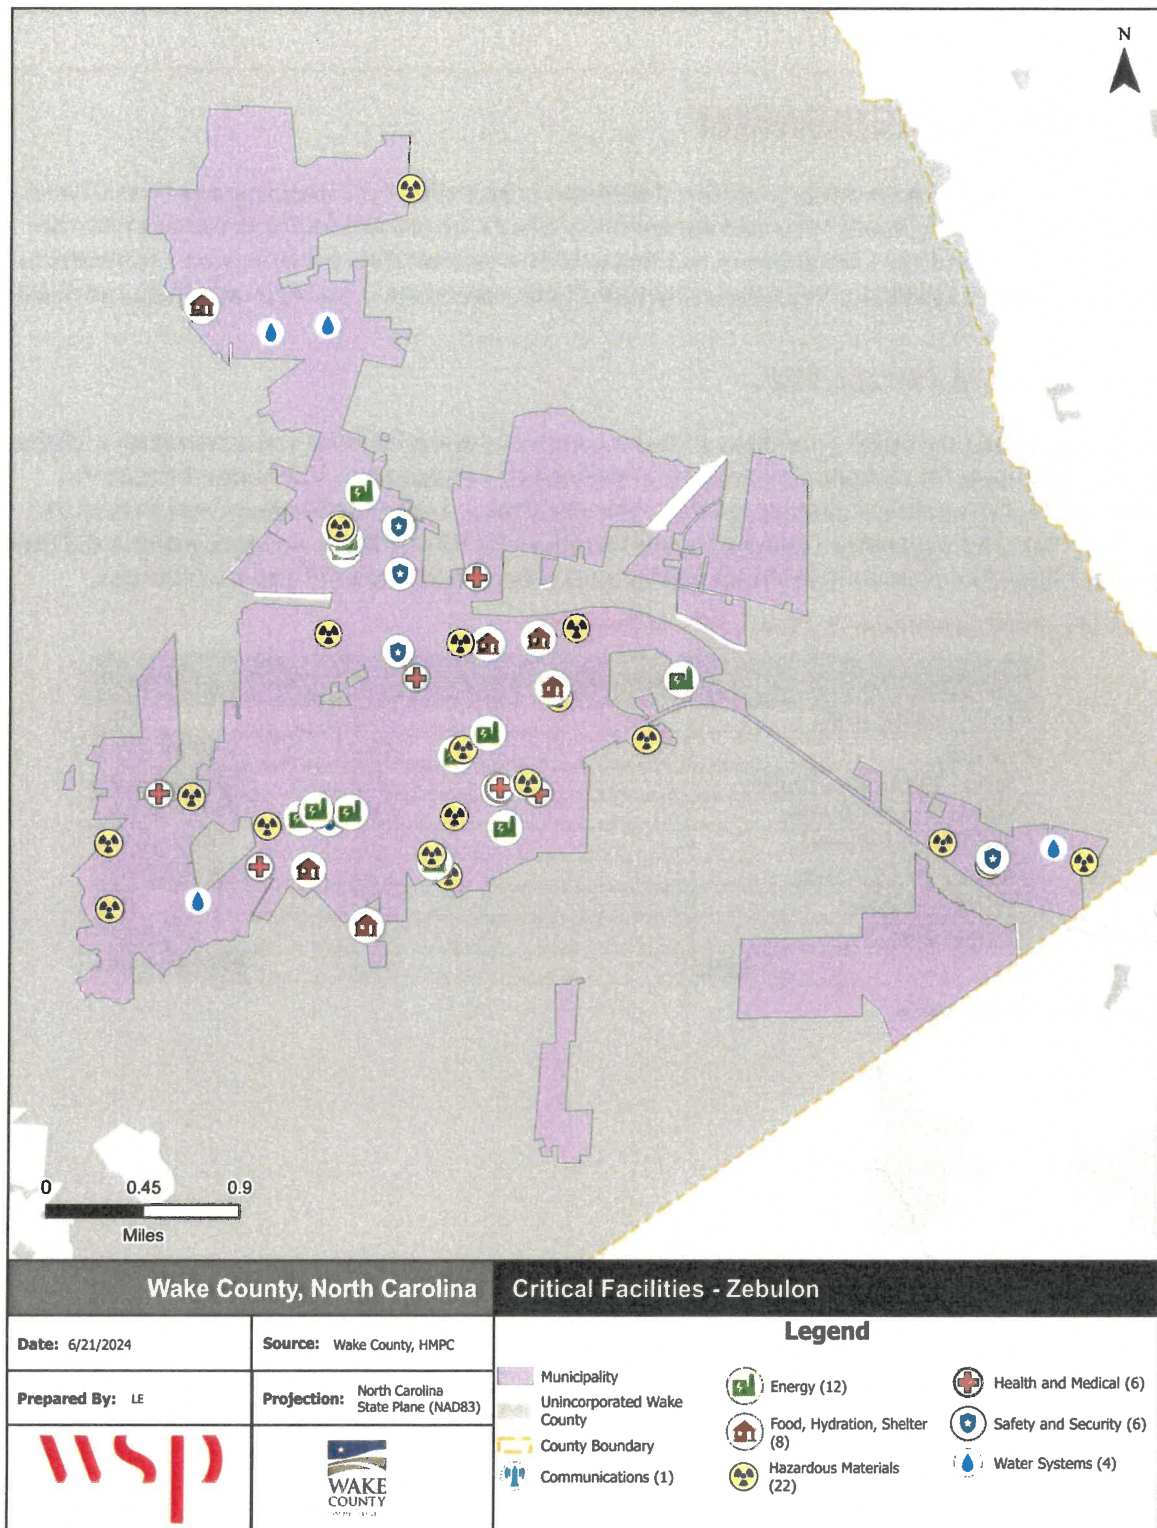 N
0 0.45 0.9
Miles
Wake County, North Carolina
Critical Facilities - Zebulon
Date: 6/21/2024
Source: Wake County, HMPC
Prepared By: LE
Projection: North Carolina
State Plane (NAD83)
wsp
WAKE
COUNTY
Legend
Municipality
Unincorporated Wake
County
County Boundary
Communications (1)
Energy (12)
Food, Hydration, Shelter
(8)
Hazardous Materials
(22)
Health and Medical (6)
Safety and Security (6)
Water Systems (4)